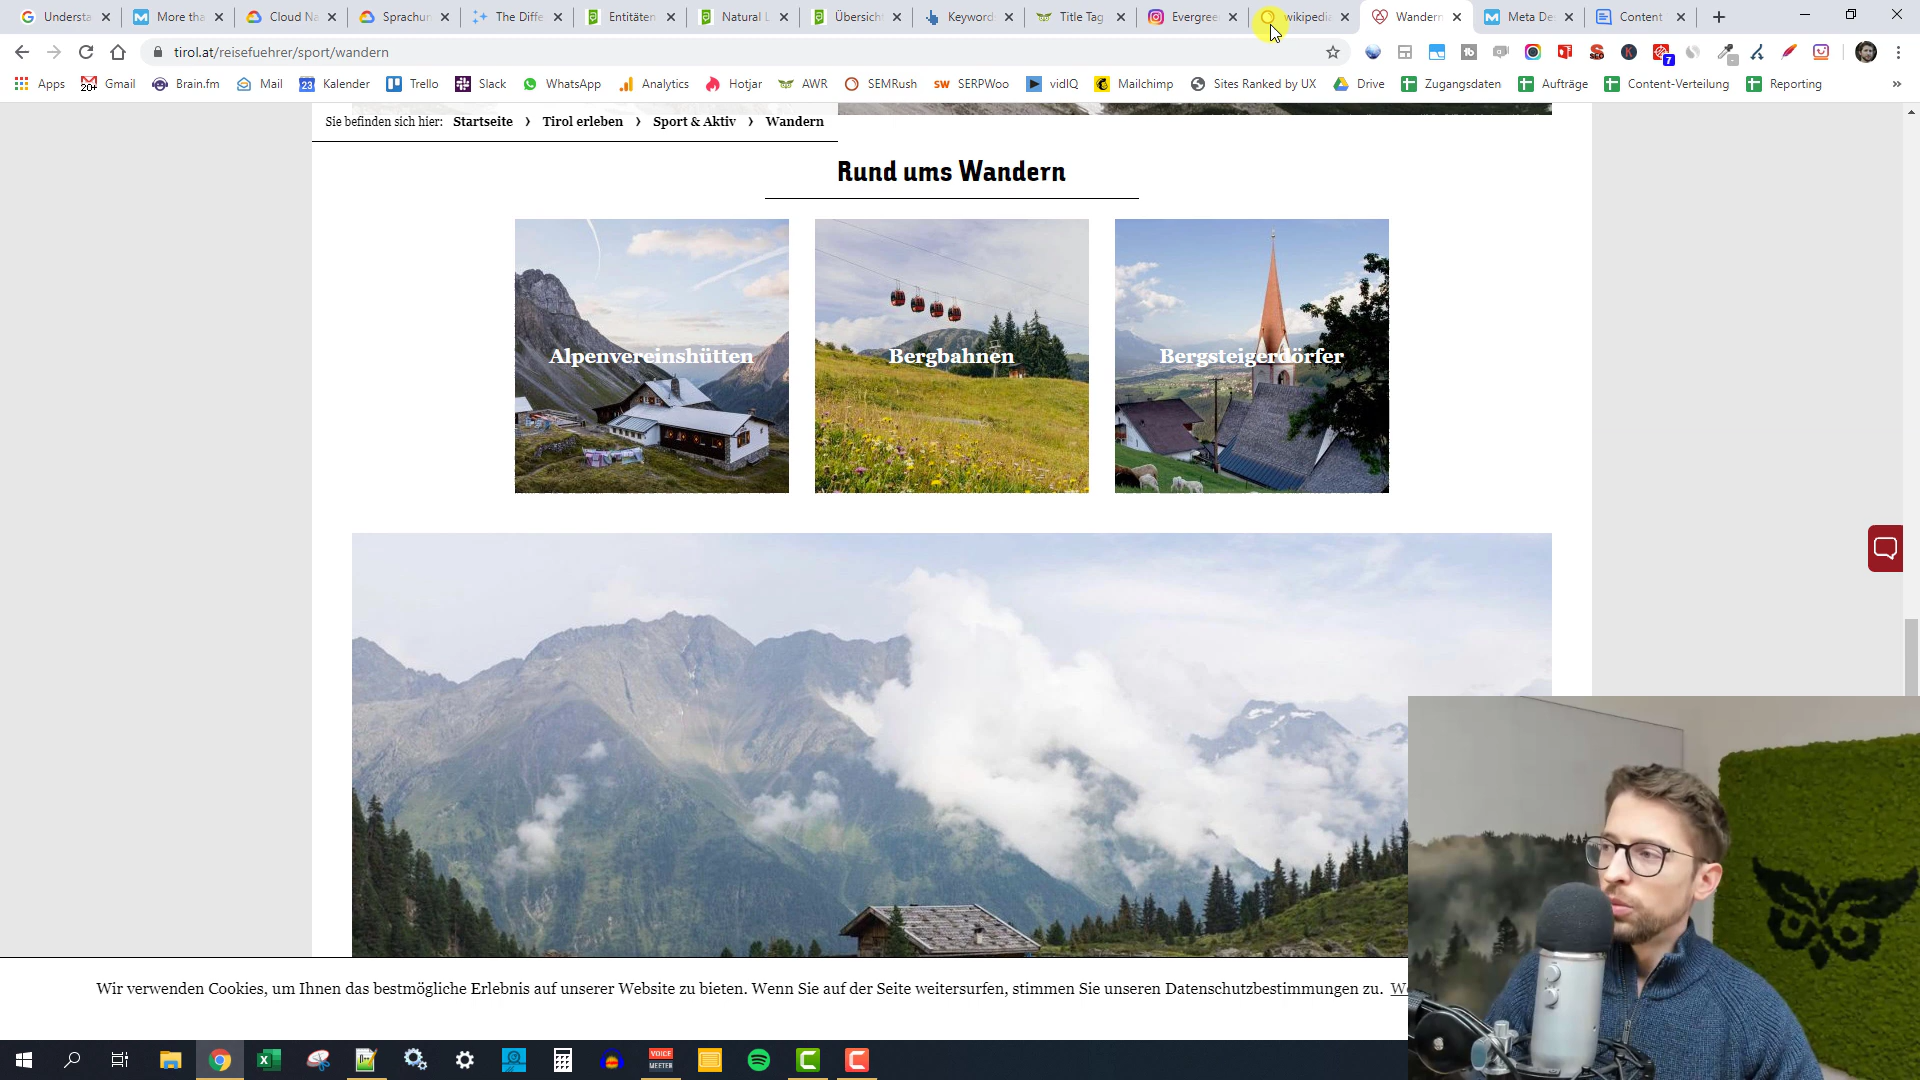 Understa
More tha
Cloud Na
Sprachun
The Diffe
Entitäten
Natural L
Übersich
Keyword
Title Tag
Evergree
wikipedia
Wandern
Meta De
Content
tirol.at/reisefuehrer/sport/wandern
Apps
Gmail
Brain.fm
Mail
Kalender
Trello
Slack
WhatsApp
Analytics
Hotjar
AWR
SEMRush
SERPWoo
vidIQ
Mailchimp
Sites Ranked by UX
Drive
Zugangsdaten
Aufträge
Content-Verteilung
Reporting
Sie befinden sich hier: Startseite › Tirol erleben › Sport & Aktiv › Wandern
Rund ums Wandern
Alpenvereinshütten
Bergbahnen
Bergsteigerdörfer
Wir verwenden Cookies, um Ihnen das bestmögliche Erlebnis auf unserer Website zu bieten. Wenn Sie auf der Seite weitersurfen, stimmen Sie unseren Datenschutzbestimmungen zu.
VOICE
MEETER